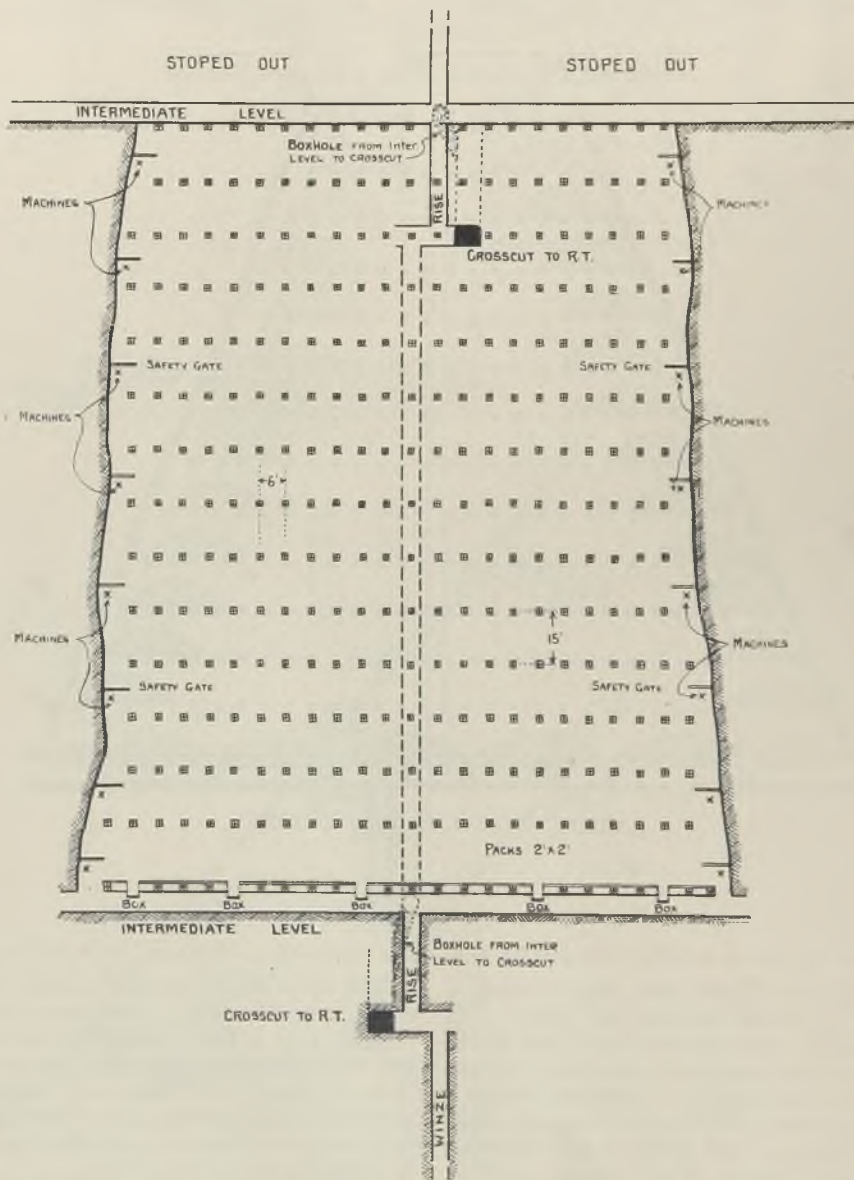 STOPED OUT
STOPED OUT
INTERMEDIATE LEVEL
BOXHOLE FROM INTER
LEVEL TO CROSSCUT
RISE
MACHINES
MACHINES
CROSSCUT TO R.T.
SAFETY GATE
SAFETY GATE
MACHINES
MACHINES
6'
15'
MACHINES
MACHINES
SAFETY GATE
SAFETY GATE
PACKS 2' X 2'
BOX
BOX
BOX
BOX
BOX
INTERMEDIATE LEVEL
BOXHOLE FROM INTER
LEVEL TO CROSSCUT
RISE
CROSSCUT TO R.T.
WINZE